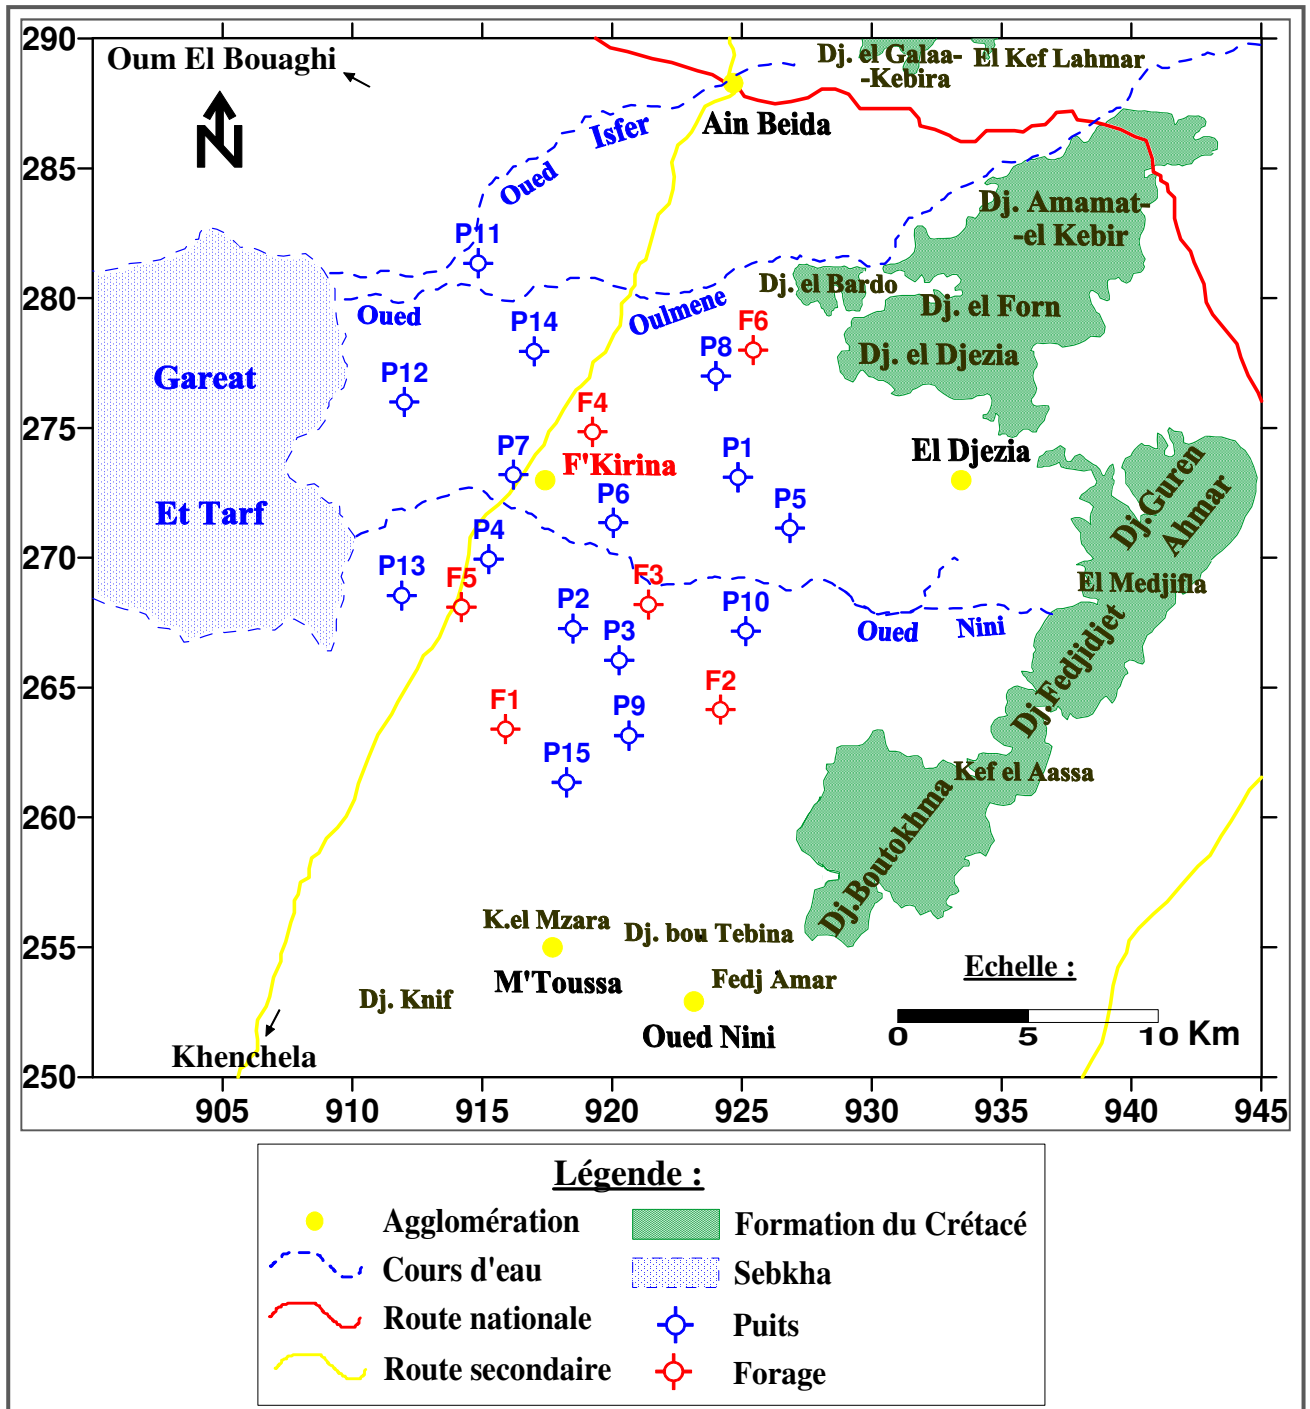 290
Oum El Bouaghi
Dj. el Galaa-
-Kebira
El Kef Lahmar
N
Ain Beida
Isfer
Oued
285
Dj. Amamat-
-el Kebir
P11
280
Dj. el Bardo
Oued
Oulmene
Dj. el Forn
P14
F6
P8
Dj. el Djezia
Gareat
P12
F4
275
P7
F'Kirina
P1
El Djezia
Dj.Guren
Ahmar
Et Tarf
P6
P5
P4
270
P13
F5
F3
El Medjifla
P2
P10
P3
Oued
Nini
Dj.Fedjidjet
265
F1
F2
P9
P15
Kef el Aassa
260
Dj.Boutokhma
K.el Mzara
Dj. bou Tebina
255
M'Toussa
Fedj Amar
Echelle :
Dj. Knif
Oued Nini
0 5 10 Km
Khenchela
250
905 910 915 920 925 930 935 940 945
Légende :
Agglomération
Formation du Crétacé
Cours d'eau
Sebkha
Route nationale
Puits
Route secondaire
Forage